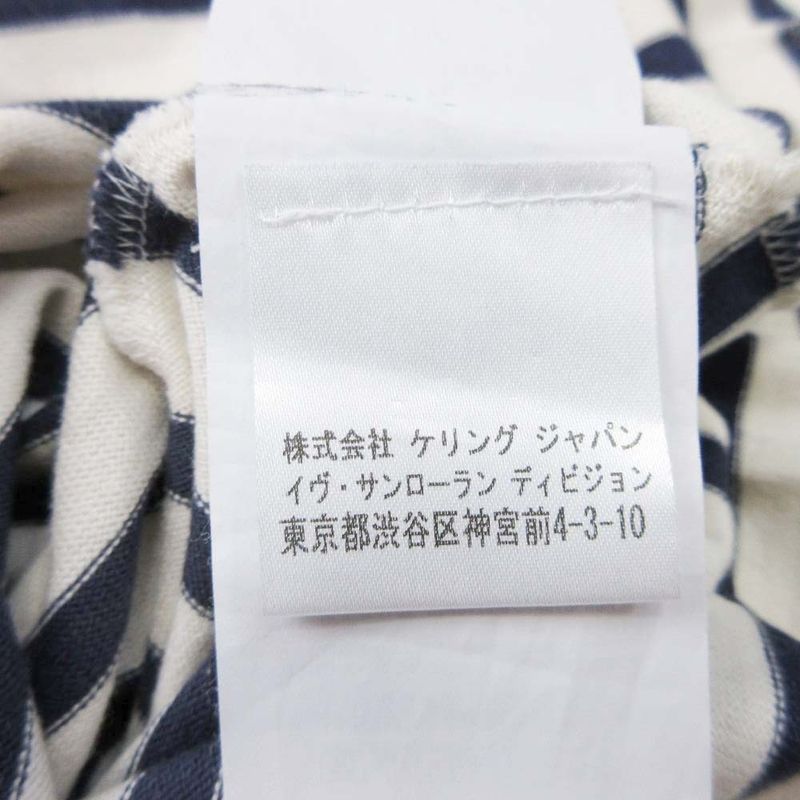 株式会社 ケリング ジャパン
イヴ・サンローラン ディビジョン
東京都渋谷区神宮前4-3-10